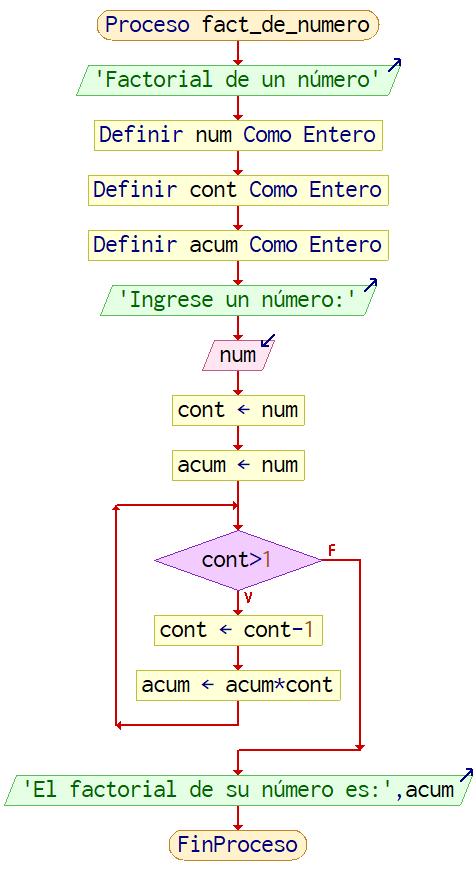 Proceso fact_de_numero
'Factorial de un número'
Definir num Como Entero
Definir cont Como Entero
Definir acum Como Entero
'Ingrese un número:'
num
cont ← num
acum ← num
cont>1
F
V
cont ← cont-1
acum ← acum*cont
'El factorial de su número es:',acum
FinProceso